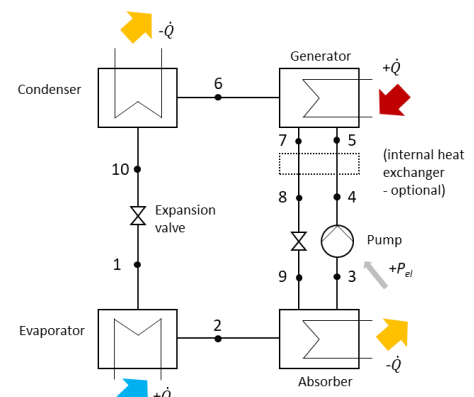 -Q̇
Generator
Condenser
6
+Q̇
7
5
(internal heat
exchanger
- optional)
10
8
4
Expansion
valve
Pump
1
9
3
+Pel
Evaporator
2
-Q̇
Absorber
+Q̇